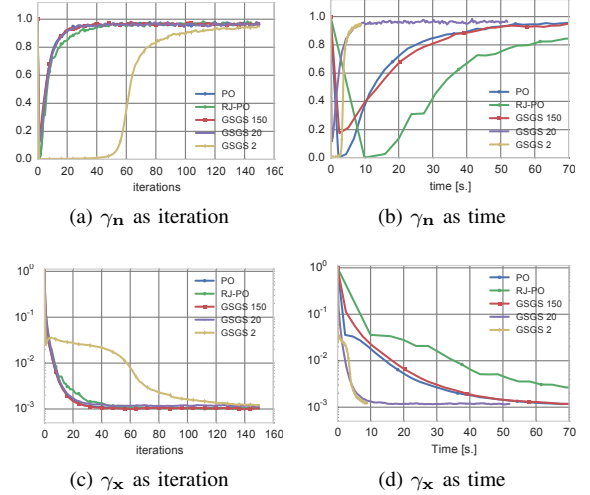 1.0
0.8
0.6
0.4
0.2
0.0
0 20 40 60 80 100 120 140 160
iterations
PO
RJ-PO
GSGS 150
GSGS 20
GSGS 2
(a) γn as iteration
1.0
0.8
0.6
0.4
0.2
0.0
0 10 20 30 40 50 60 70
time [s.]
PO
RJ-PO
GSGS 150
GSGS 20
GSGS 2
(b) γn as time
10^0
10^-1
10^-2
10^-3
0 20 40 60 80 100 120 140 160
iterations
PO
RJ-PO
GSGS 150
GSGS 20
GSGS 2
(c) γx as iteration
10^0
10^-1
10^-2
10^-3
0 10 20 30 40 50 60 70
Time [s.]
PO
RJ-PO
GSGS 150
GSGS 20
GSGS 2
(d) γx as time